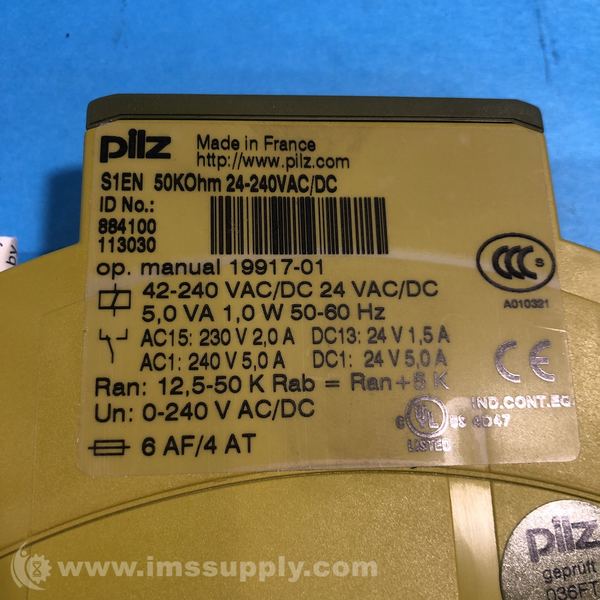 pilz
Made in France
http://www.pilz.com
S1EN 50KOhm 24-240VAC/DC
ID No.:
884100
113030
op. manual 19917-01
42-240 VAC/DC 24 VAC/DC
5,0 VA 1,0 W 50-60 Hz
AC15: 230 V 2,0 A DC13: 24 V 1,5 A
AC1: 240 V 5,0 A DC1: 24 V 5,0 A
Ran: 12,5-50 K Rab = Ran+5 K
Un: 0-240 V AC/DC
6 AF/4 AT
CCC S
A010321
CE
C UL US
LISTED
IND.CONT.EQ
4D47
pilz
geprüft
036FT
www.imssupply.com